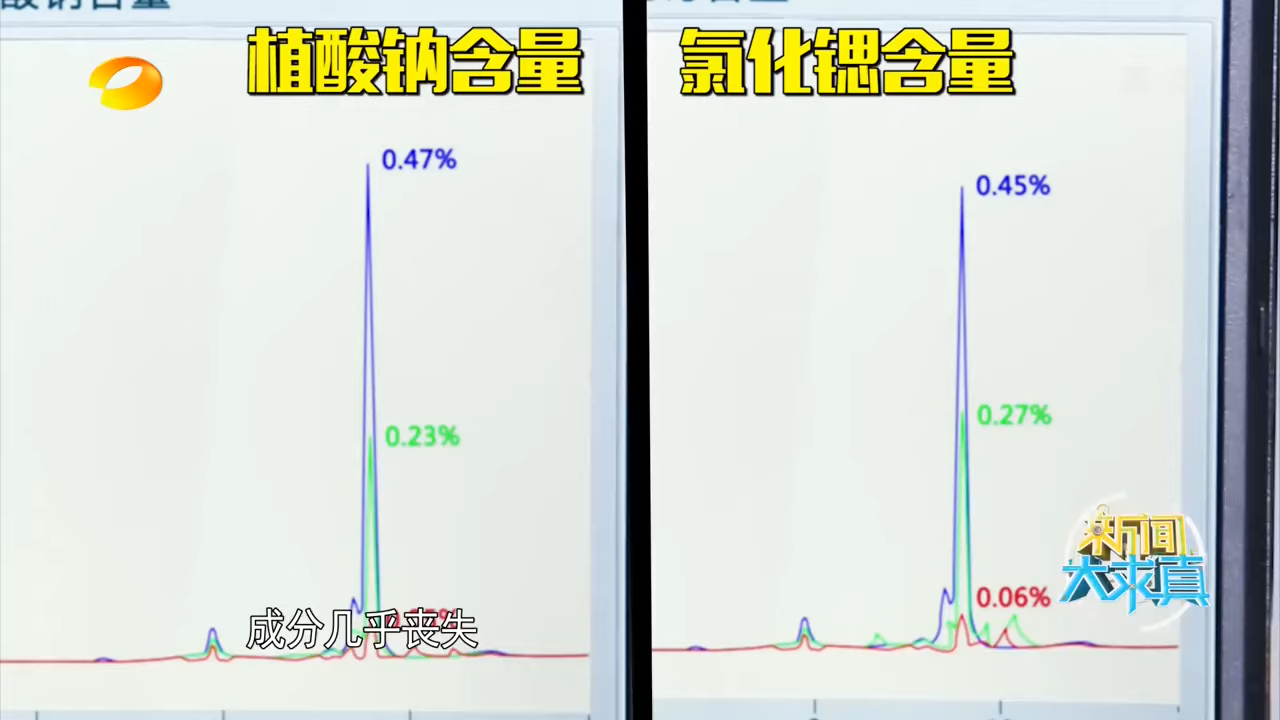 植酸钠含量
氯化锶含量
0.47%
0.45%
0.23%
0.27%
0.06%
成分几乎丧失
新闻
大求真